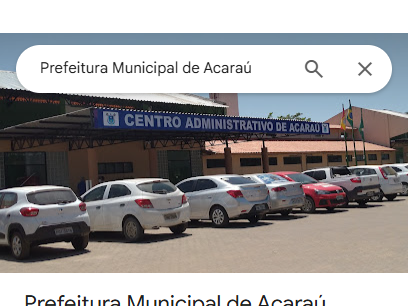 Prefeitura Municipal de Acaraú
CENTRO ADMINISTRATIVO DE ACARAÚ
Prefeitura Municipal de Acaraú